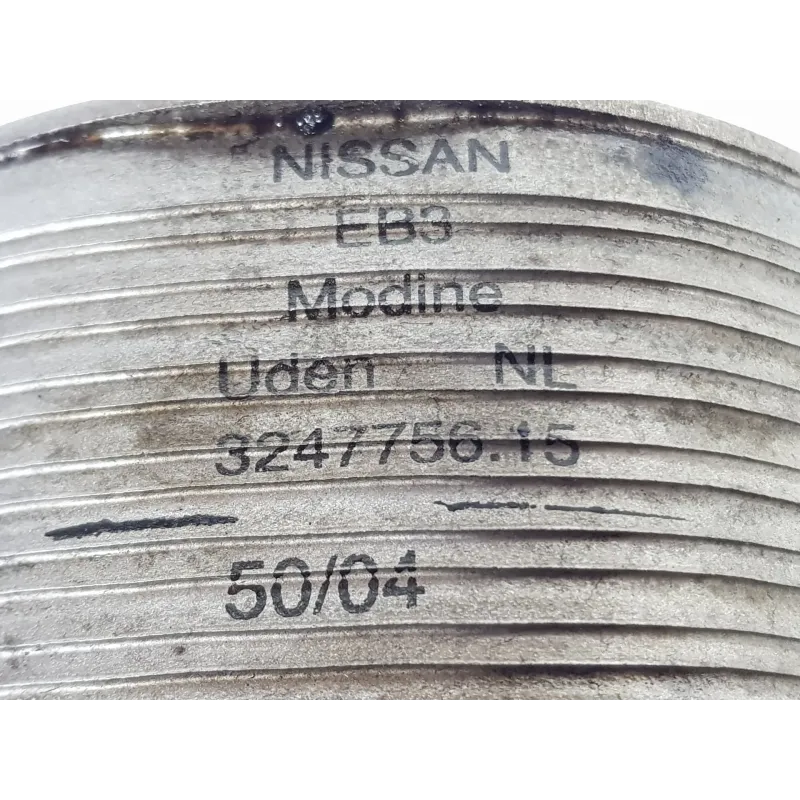 NISSAN
EB3
Modine
Uden NL
3247756.15
50/04